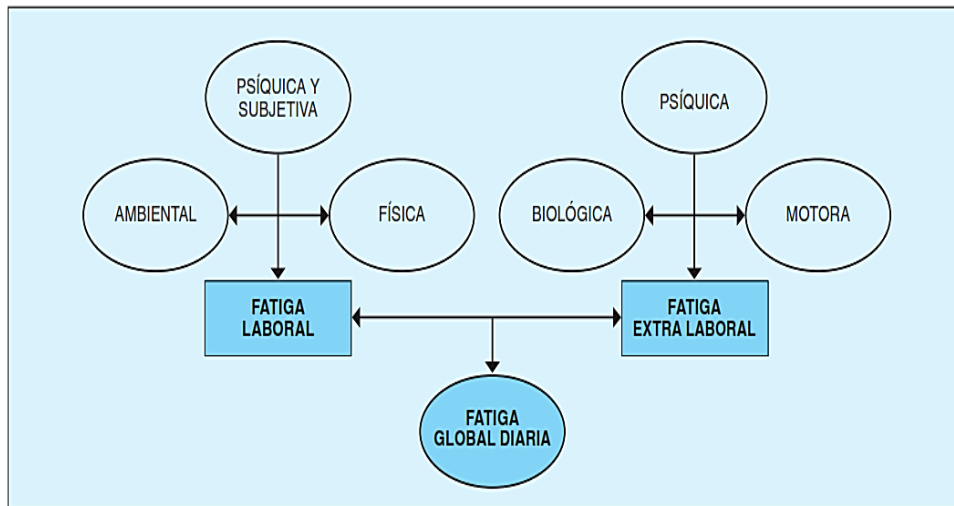 PSÍQUICA Y
SUBJETIVA
PSÍQUICA
AMBIENTAL
FÍSICA
BIOLÓGICA
MOTORA
FATIGA
LABORAL
FATIGA
EXTRA LABORAL
FATIGA
GLOBAL DIARIA